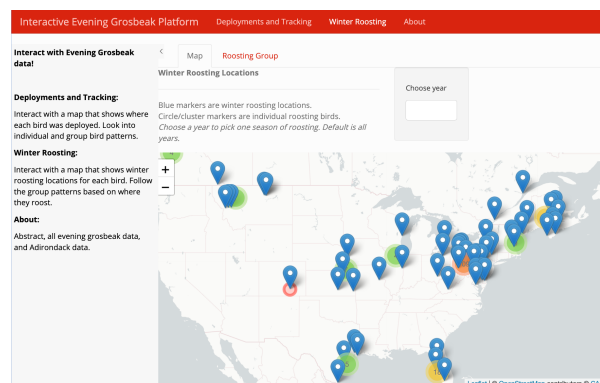 Interactive Evening Grosbeak Platform Deployments and Tracking Winter Roosting About
Interact with Evening Grosbeak
data!
Deployments and Tracking:
Interact with a map that shows where
each bird was deployed. Look into
individual and group bird patterns.
Winter Roosting:
Interact with a map that shows winter
roosting locations for each bird. Follow
the group patterns based on where
they roost.
About:
Abstract, all evening grosbeak data,
and Adirondack data.
Map Roosting Group
Winter Roosting Locations
Blue markers are winter roosting locations.
Circle/cluster markers are individual roosting birds.
Choose a year to pick one season of roosting. Default is all
years.
Choose year
+
−
Leaflet | © OpenStreetMap contributors ©